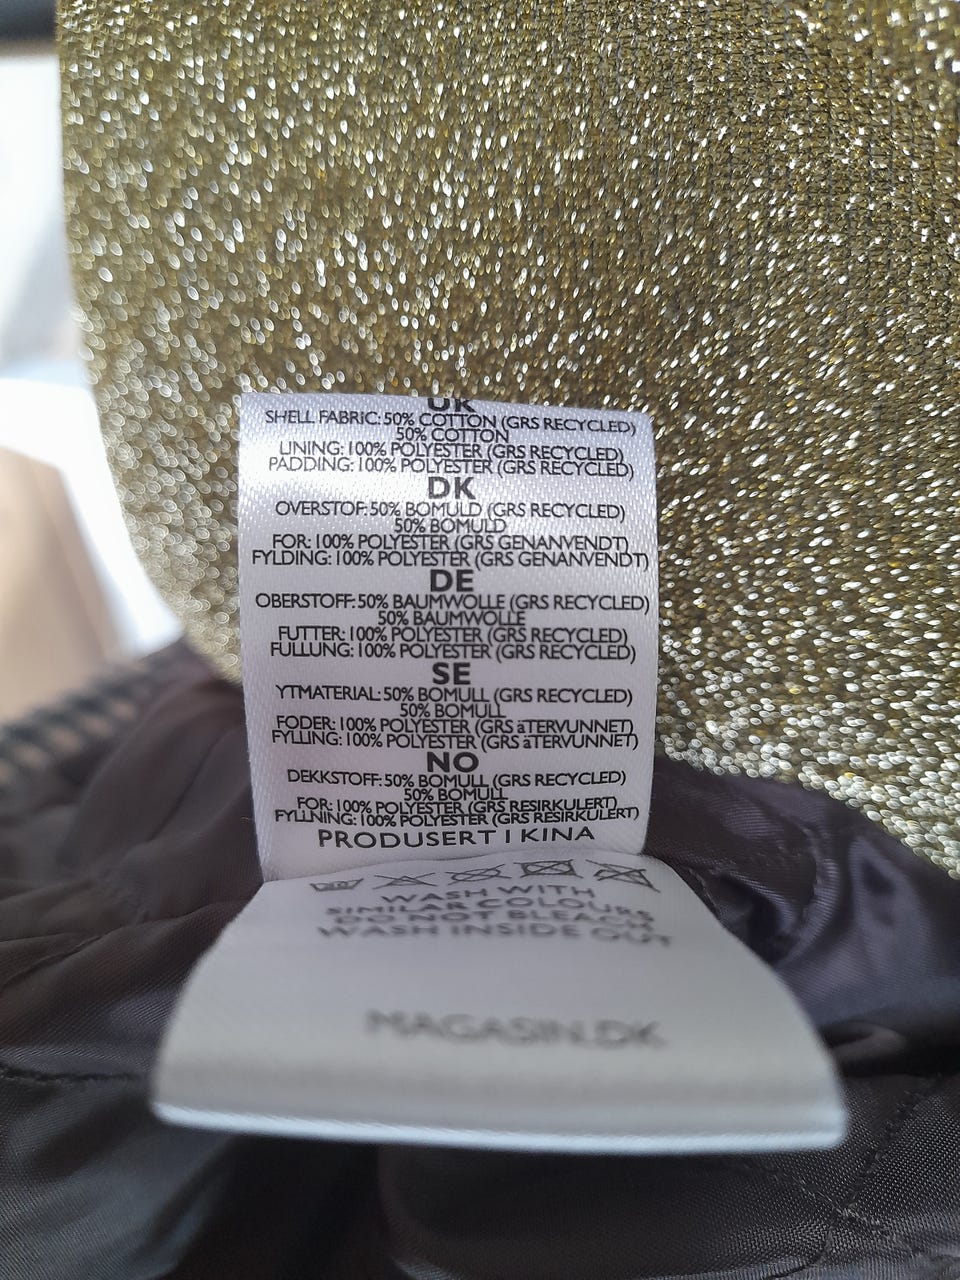 UK
SHELL FABRIC: 50% COTTON (GRS RECYCLED)
50% COTTON
LINING: 100% POLYESTER (GRS RECYCLED)
PADDING: 100% POLYESTER (GRS RECYCLED)
DK
OVERSTOF: 50% BOMULD (GRS RECYCLED)
50% BOMULD
FOR: 100% POLYESTER (GRS GENANVENDT)
FYLDING: 100% POLYESTER (GRS GENANVENDT)
DE
OBERSTOFF: 50% BAUMWOLLE (GRS RECYCLED)
50% BAUMWOLLE
FUTTER: 100% POLYESTER (GRS RECYCLED)
FULLUNG: 100% POLYESTER (GRS RECYCLED)
SE
YTMATERIAL: 50% BOMULL (GRS RECYCLED)
50% BOMULL
FODER: 100% POLYESTER (GRS åTERVUNNET)
FYLLING: 100% POLYESTER (GRS åTERVUNNET)
NO
DEKKSTOFF: 50% BOMULL (GRS RECYCLED)
50% BOMULL
FOR: 100% POLYESTER (GRS RESIRKULERT)
FYLLNING: 100% POLYESTER (GRS RESIRKULERT)
PRODUSERT I KINA
WASH WITH
SIMILAR COLOURS
DO NOT BLEACH
WASH INSIDE OUT
MAGASIN.DK